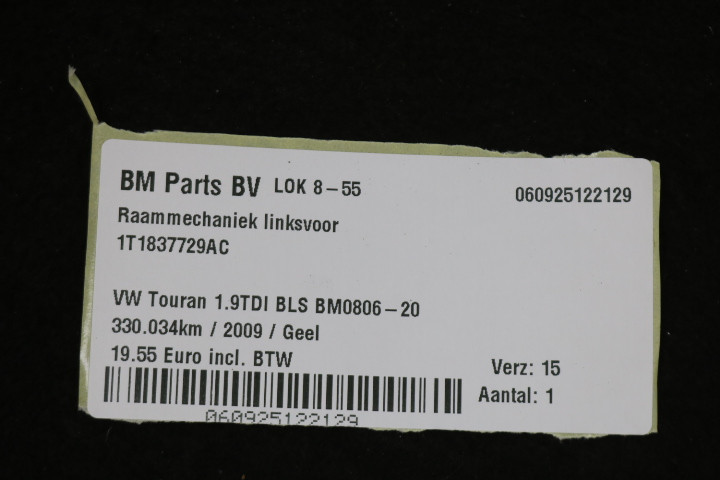 BM Parts BV LOK 8-55 060925122129
Raammechaniek linksvoor
1T1837729AC
VW Touran 1.9TDI BLS BM0806-20
330.034km / 2009 / Geel
19.55 Euro incl. BTW Verz: 15
Aantal: 1
060925122129